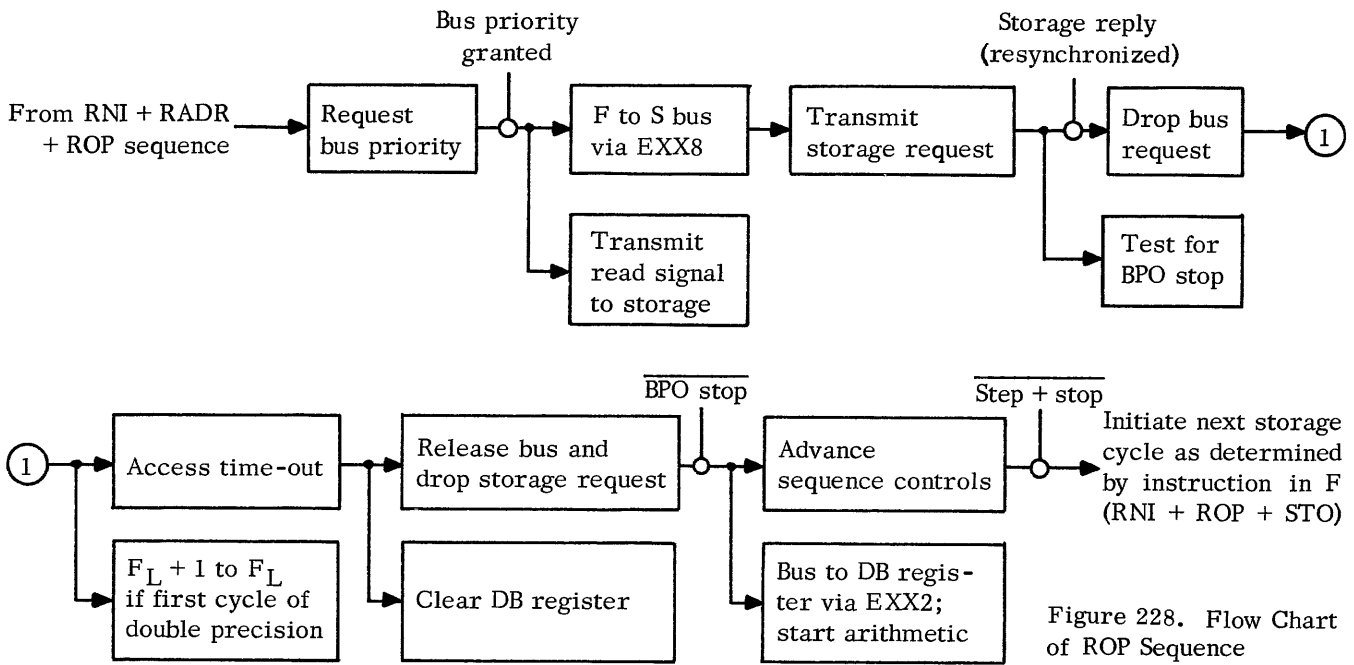 Bus priority
granted
Storage reply
(resynchronized)
From RNI + RADR
+ ROP sequence
Request
bus priority
F to S bus
via EXX8
Transmit
storage request
Drop bus
request
1
Transmit
read signal
to storage
Test for
BPO stop
BPO stop
Step + stop
1
Access time-out
Release bus and
drop storage request
Advance
sequence controls
Initiate next storage
cycle as determined
by instruction in F
(RNI + ROP + STO)
FL + 1 to FL
if first cycle of
double precision
Clear DB register
Bus to DB regis-
ter via EXX2;
start arithmetic
Figure 228. Flow Chart
of ROP Sequence